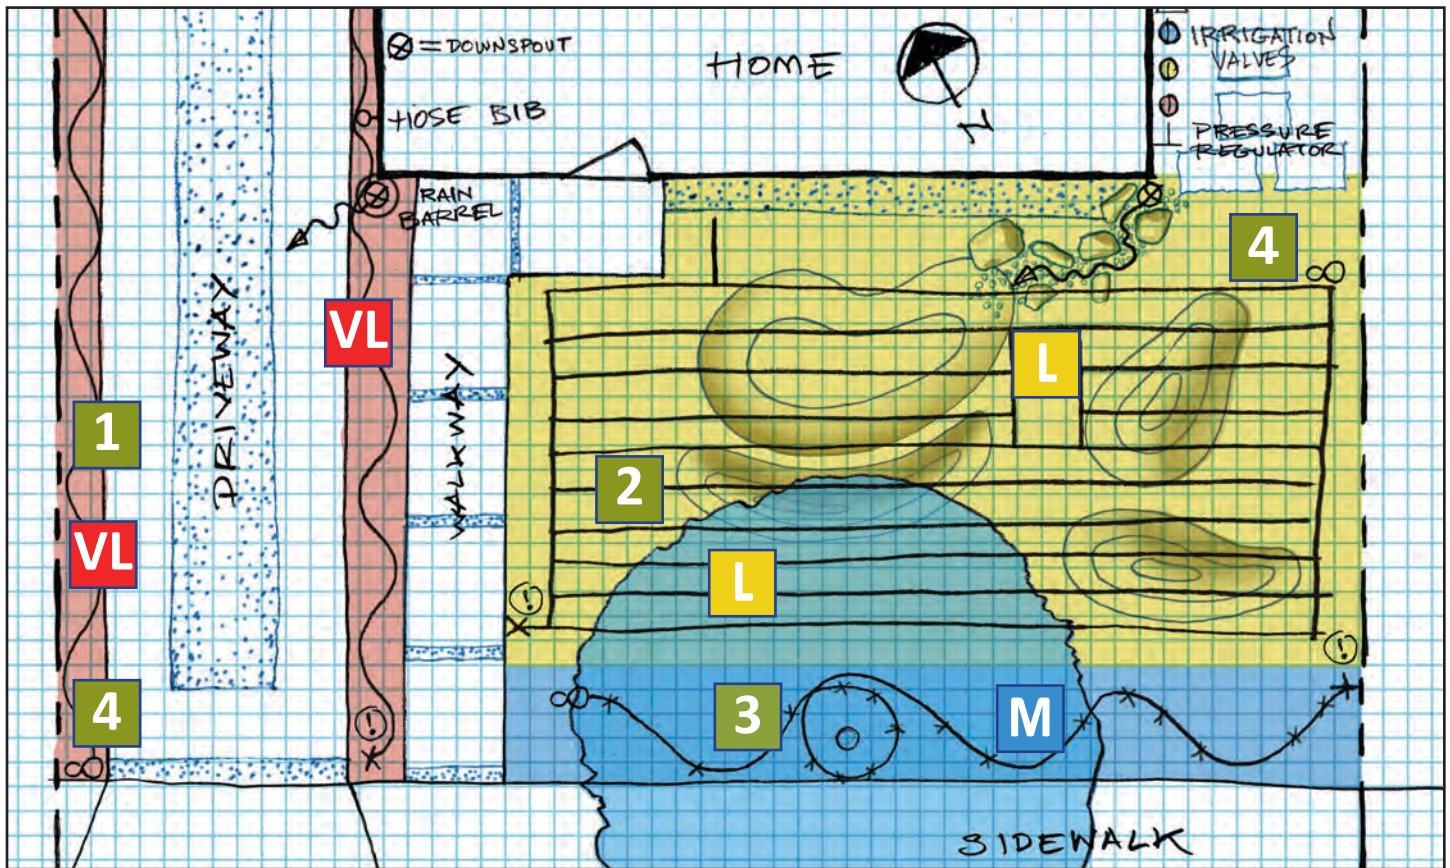 = DOWNSPOUT
HOME
N
IRRIGATION
VALVES
HOSE BIB
PRESSURE
REGULATOR
RAIN
BARREL
4
DRIVEWAY
VL
WALKWAY
L
1
2
VL
L
!
!
4
!
3
M
SIDEWALK